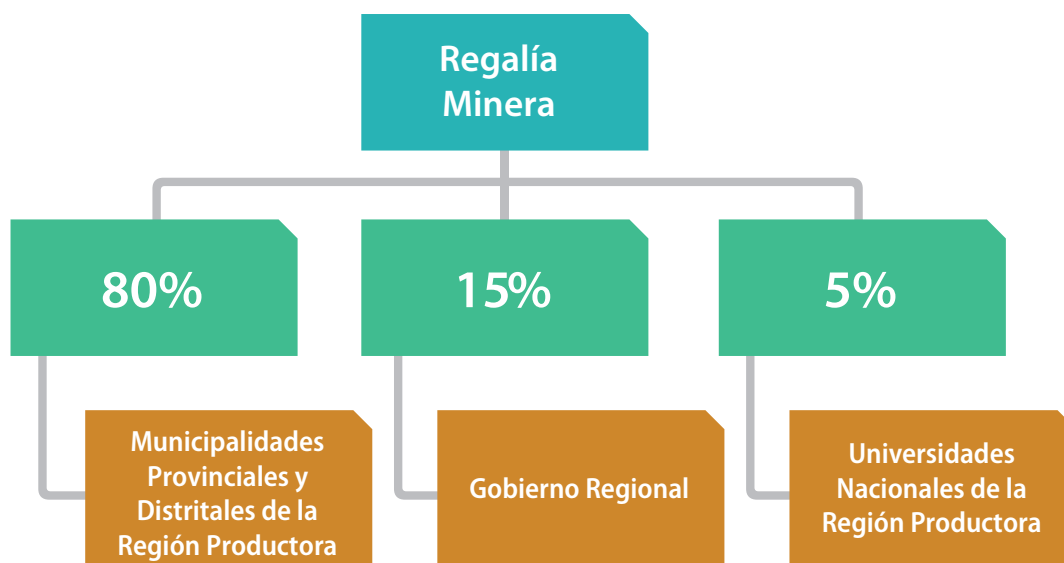 Regalía
Minera
80%
15%
5%
Municipalidades
Provinciales y
Distritales de la
Región Productora
Gobierno Regional
Universidades
Nacionales de la
Región Productora